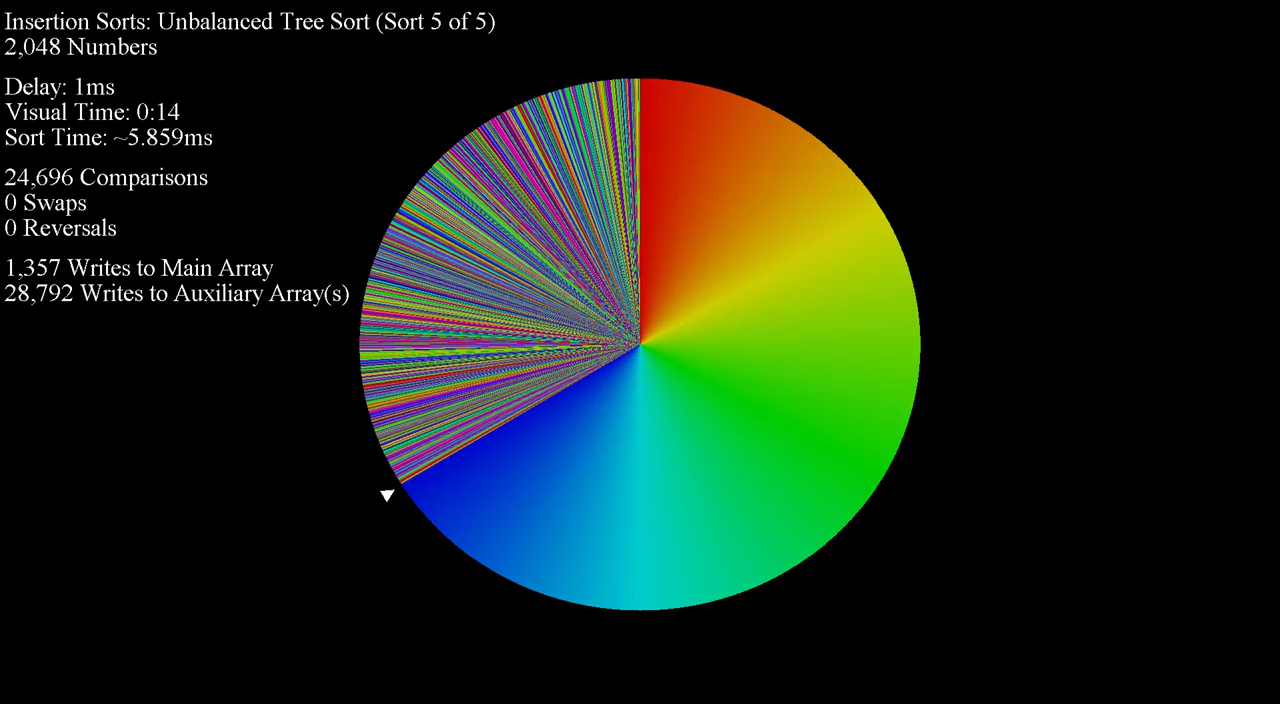 Insertion Sorts: Unbalanced Tree Sort (Sort 5 of 5)
2,048 Numbers
Delay: 1ms
Visual Time: 0:14
Sort Time: ~5.859ms
24,696 Comparisons
0 Swaps
0 Reversals
1,357 Writes to Main Array
28,792 Writes to Auxiliary Array(s)